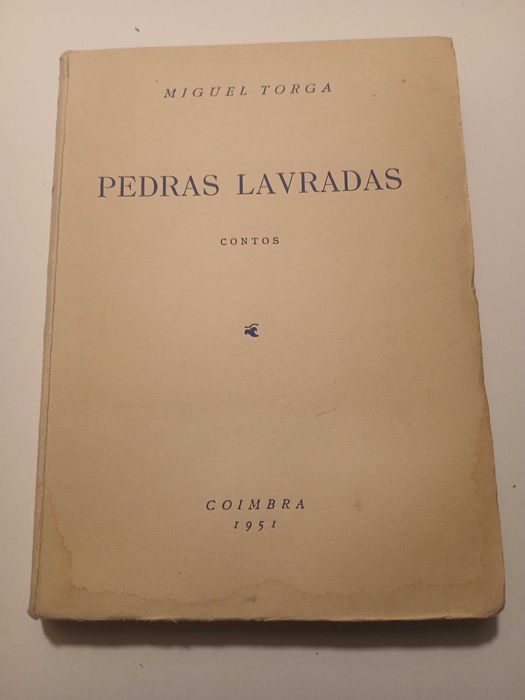 MIGUEL TORGA
PEDRAS LAVRADAS
CONTOS
COIMBRA
1951